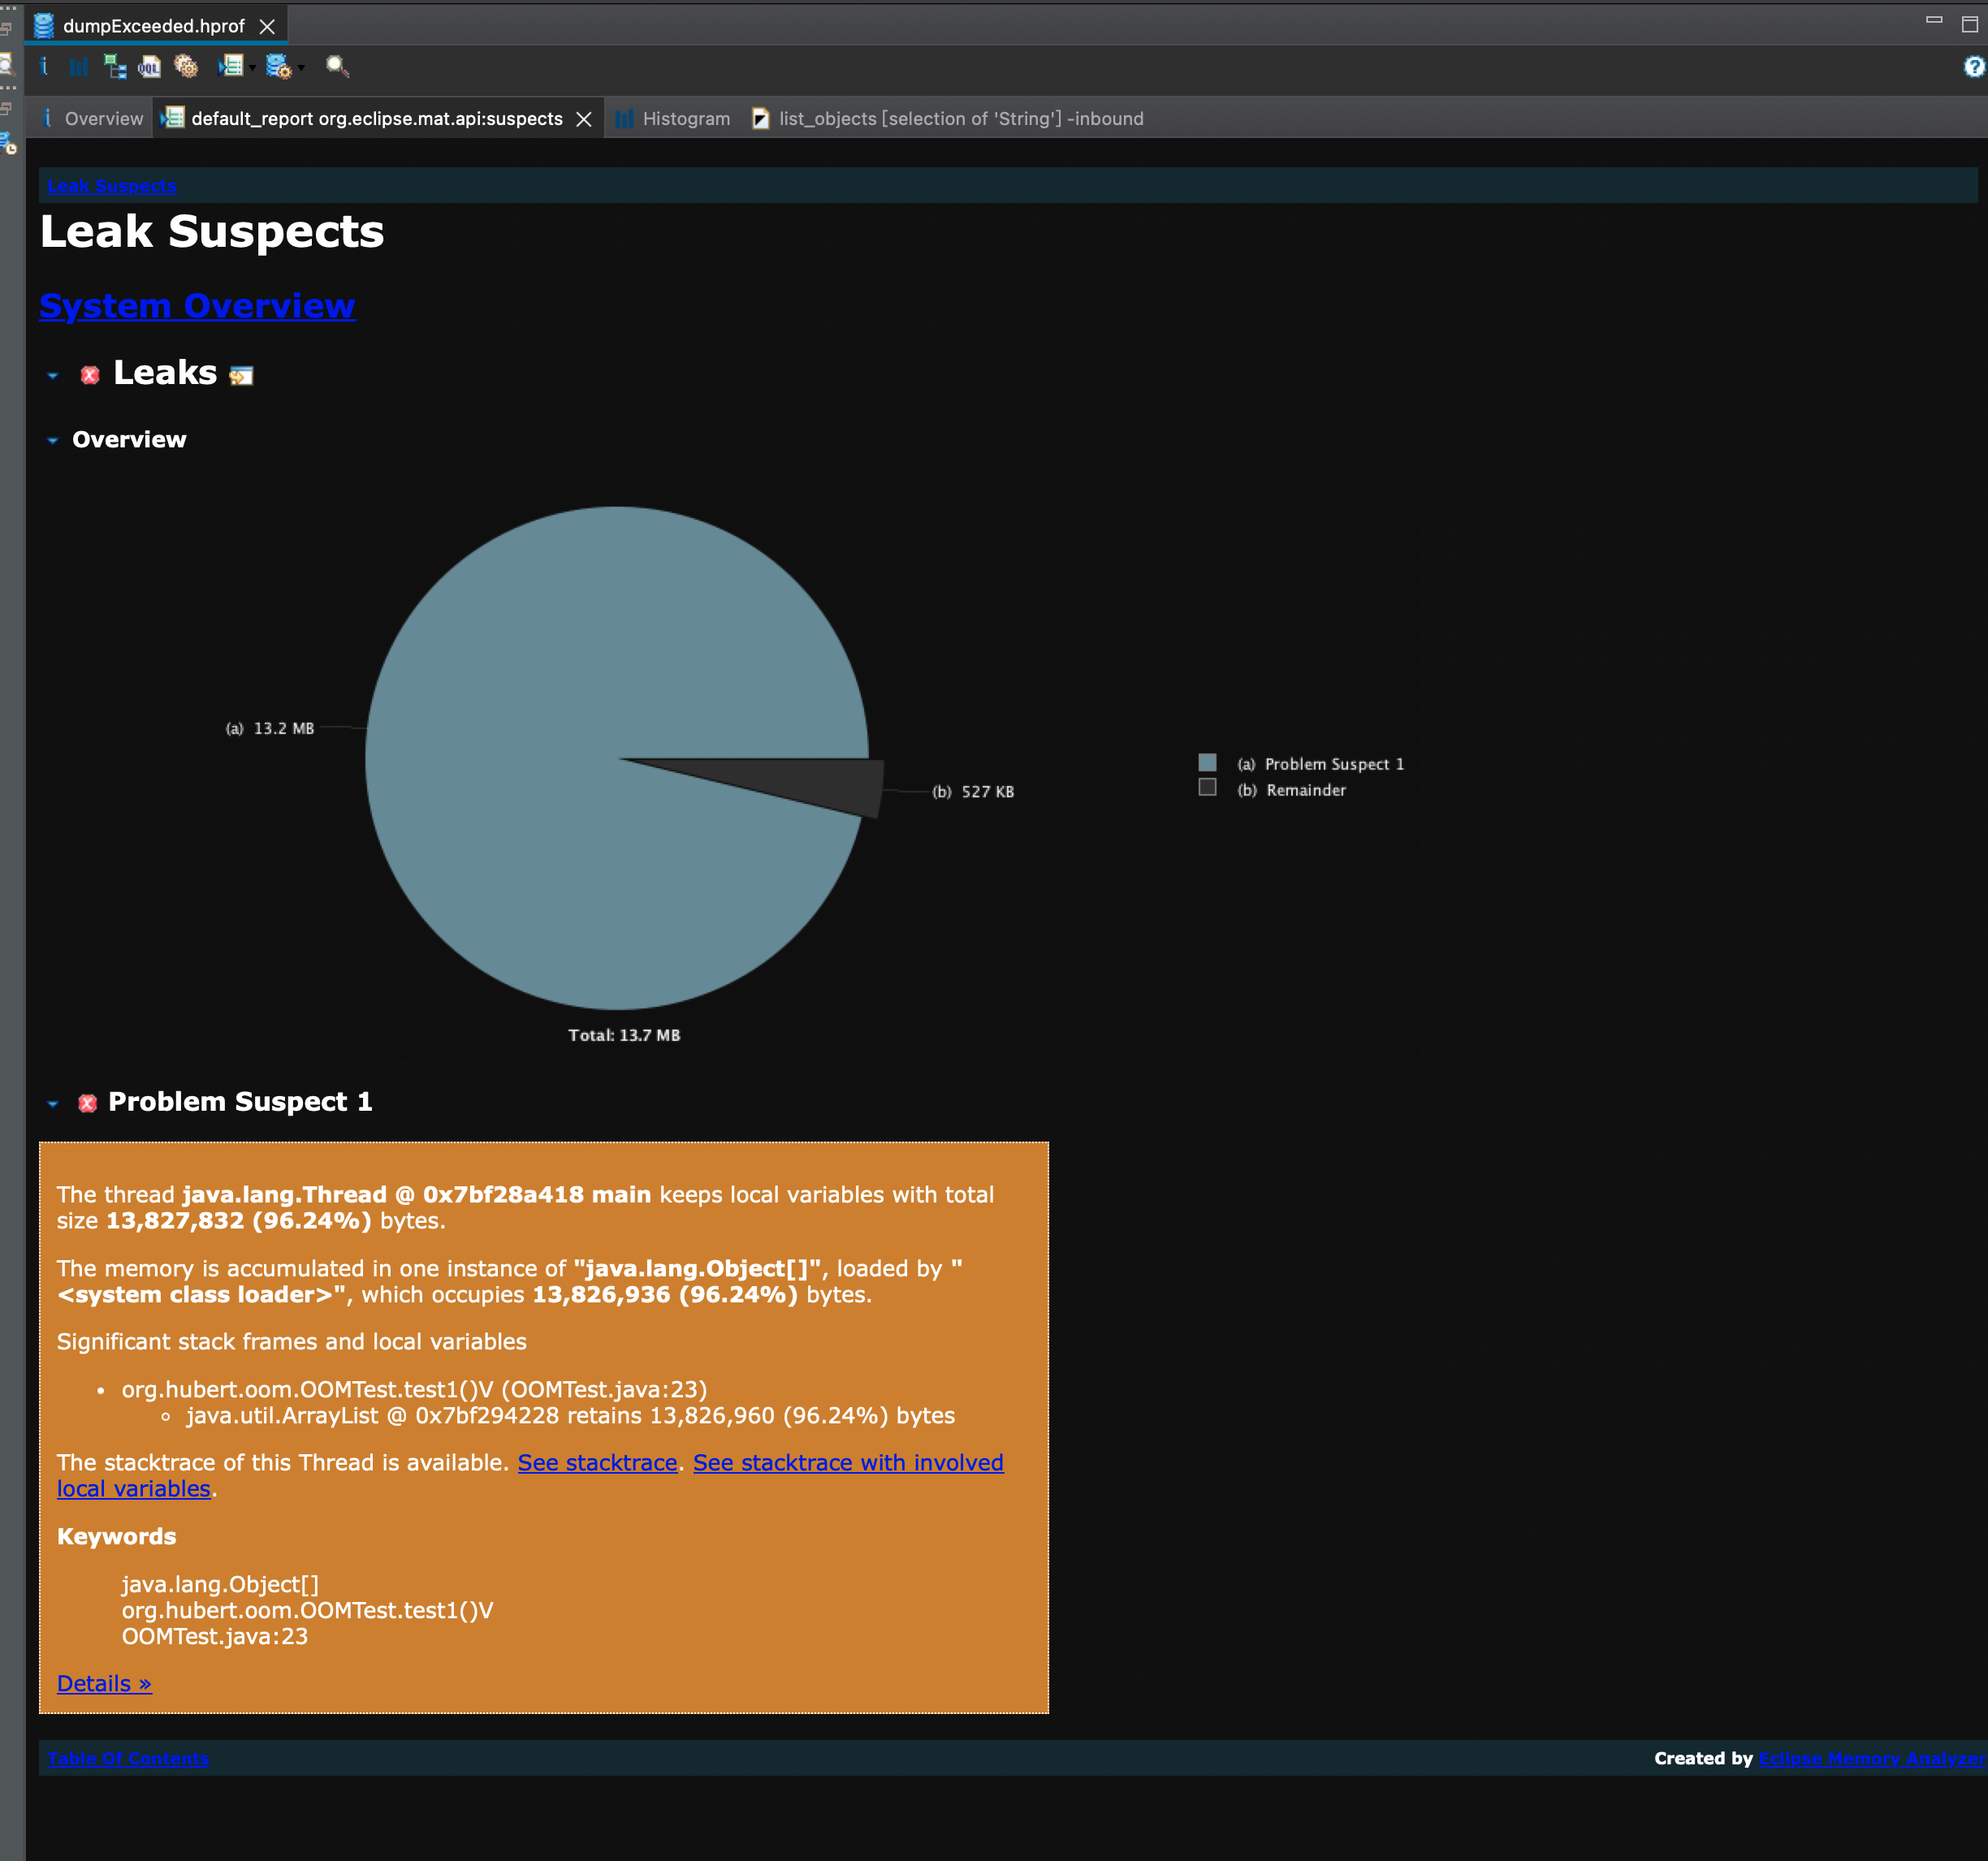 dumpExceeded.hprof
Overview
default_report org.eclipse.mat.api:suspects
Histogram
list_objects [selection of 'String'] -inbound
Leak Suspects
Leak Suspects
System Overview
Leaks
Overview
(a) 13.2 MB
(b) 527 KB
(a) Problem Suspect 1
(b) Remainder
Total: 13.7 MB
Problem Suspect 1
The thread java.lang.Thread @ 0x7bf28a418 main keeps local variables with total
size 13,827,832 (96.24%) bytes.
The memory is accumulated in one instance of "java.lang.Object[]", loaded by "
<system class loader>", which occupies 13,826,936 (96.24%) bytes.
Significant stack frames and local variables
• org.hubert.oom.OOMTest.test1()V (OOMTest.java:23)
◦ java.util.ArrayList @ 0x7bf294228 retains 13,826,960 (96.24%) bytes
The stacktrace of this Thread is available. See stacktrace. See stacktrace with involved
local variables.
Keywords
java.lang.Object[]
org.hubert.oom.OOMTest.test1()V
OOMTest.java:23
Details »
Table Of Contents
Created by Eclipse Memory Analyzer